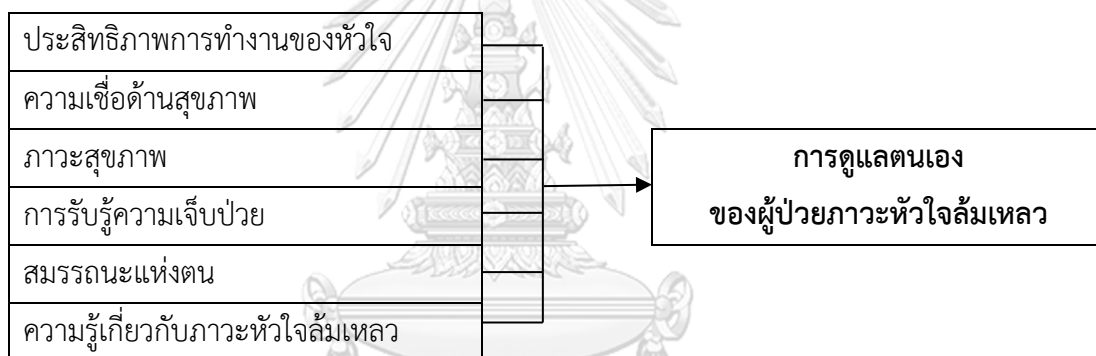 ประสิทธิภาพการทำงานของหัวใจ
ความเชื่อด้านสุขภาพ
ภาวะสุขภาพ
การรับรู้ความเจ็บป่วย
สมรรถนะแห่งตน
ความรู้เกี่ยวกับภาวะหัวใจล้มเหลว
การดูแลตนเอง
ของผู้ป่วยภาวะหัวใจล้มเหลว